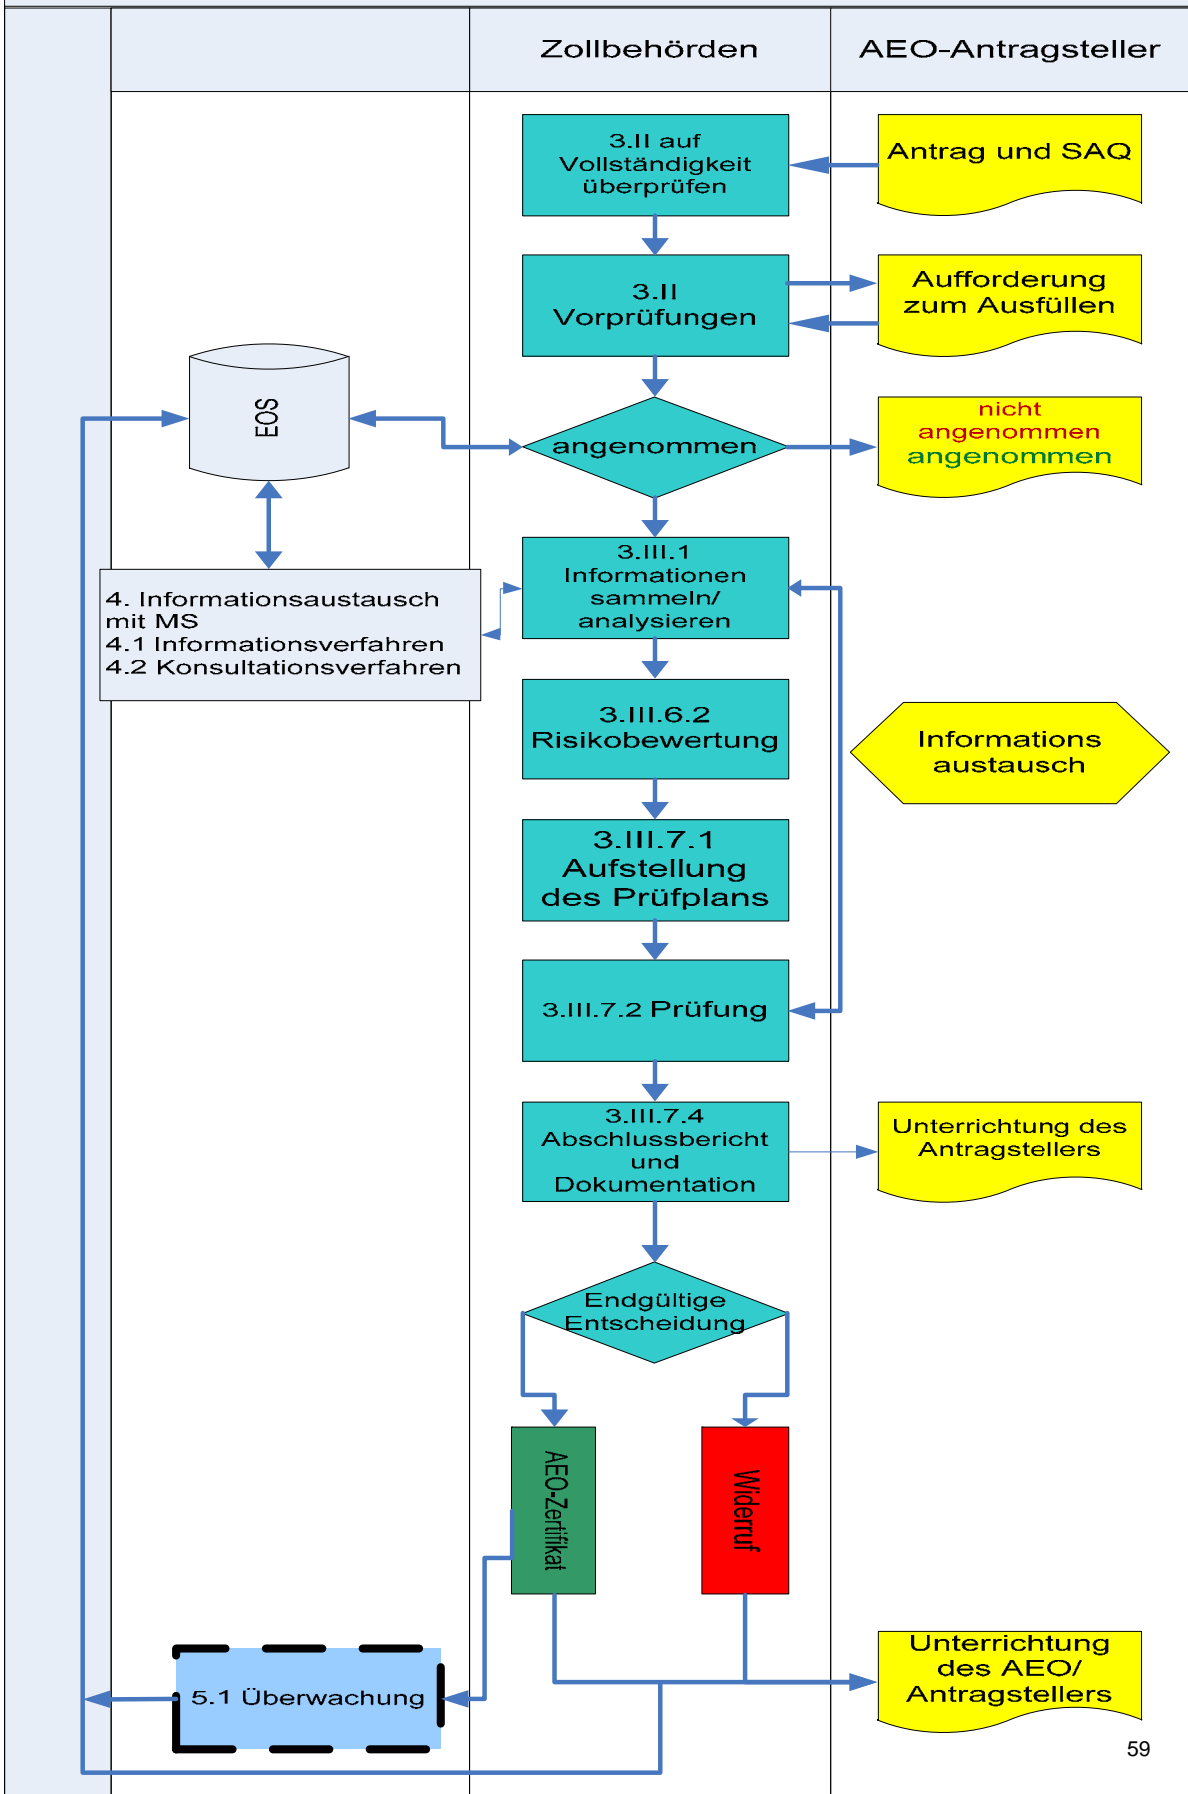 Zollbehörden
AEO-Antragsteller
3.II auf
Vollständigkeit
überprüfen
Antrag und SAQ
3.II
Vorprüfungen
Aufforderung
zum Ausfüllen
EOS
angenommen
nicht
angenommen
angenommen
4. Informationsaustausch
mit MS
4.1 Informationsverfahren
4.2 Konsultationsverfahren
3.III.1
Informationen
sammeln/
analysieren
3.III.6.2
Risikobewertung
Informations
austausch
3.III.7.1
Aufstellung
des Prüfplans
3.III.7.2 Prüfung
3.III.7.4
Abschlussbericht
und
Dokumentation
Unterrichtung des
Antragstellers
Endgültige
Entscheidung
AEO-Zertifikat
Widerruf
5.1 Überwachung
Unterrichtung
des AEO/
Antragstellers
59